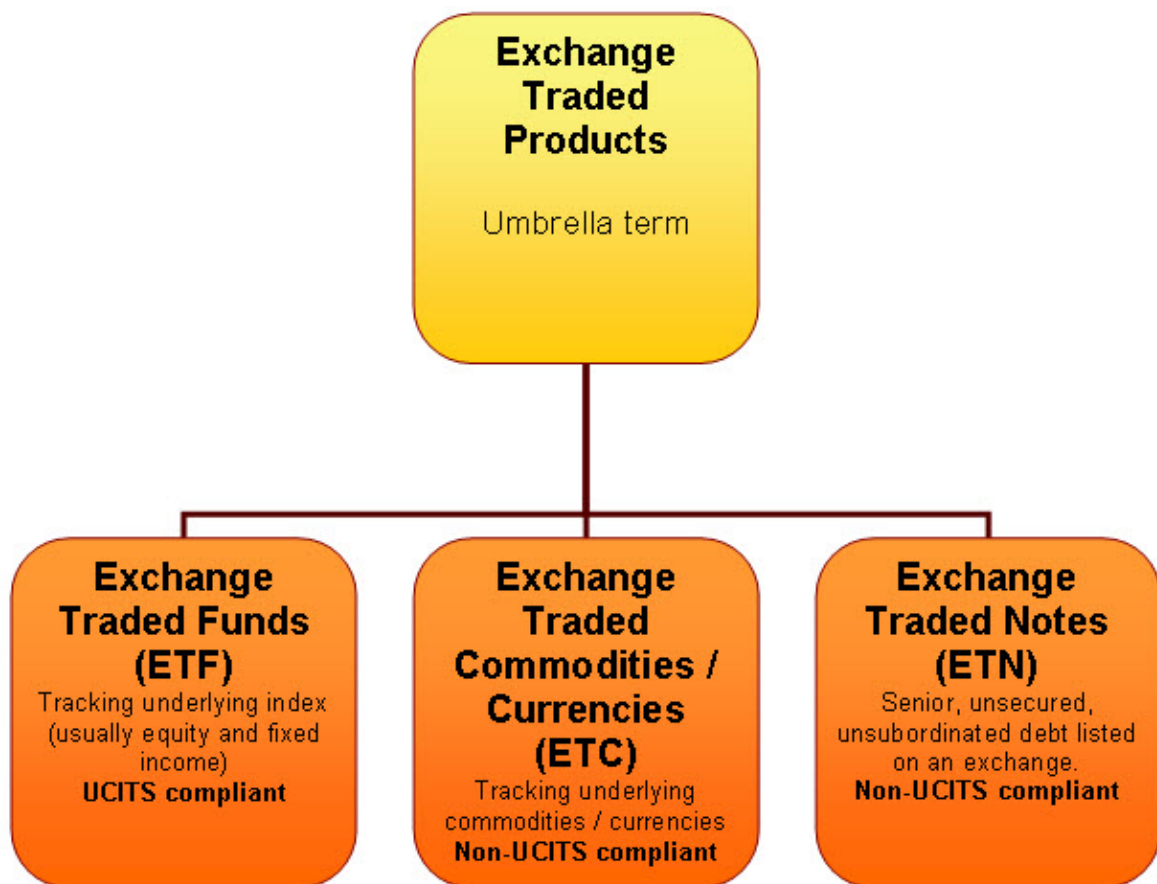 Exchange
Traded
Products
Umbrella term
Exchange
Traded Funds
(ETF)
Tracking underlying index
(usually equity and fixed
income)
UCITS compliant
Exchange
Traded
Commodities /
Currencies
(ETC)
Tracking underlying
commodities / currencies
Non-UCITS compliant
Exchange
Traded Notes
(ETN)
Senior, unsecured,
unsubordinated debt listed
on an exchange.
Non-UCITS compliant